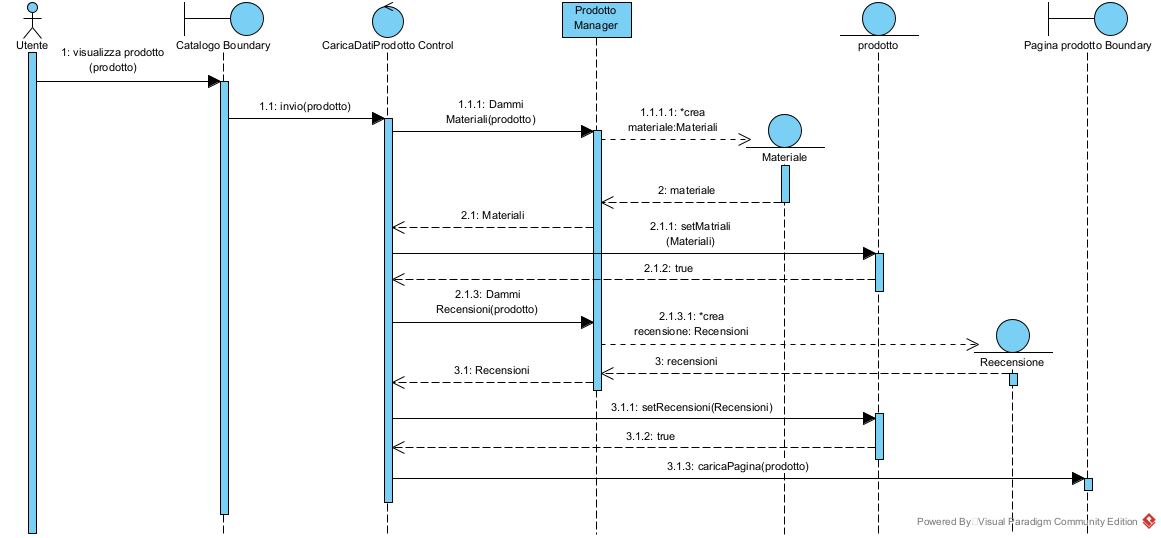 Prodotto
Manager
Utente
Catalogo Boundary
CaricaDatiProdotto Control
prodotto
Pagina prodotto Boundary
1: visualizza prodotto
(prodotto)
1.1: invio(prodotto)
1.1.1: Dammi
Materiali(prodotto)
1.1.1.1: *crea
materiale:Materiali
Materiale
2: materiale
2.1: Materiali
2.1.1: setMatriali
(Materiali)
2.1.2: true
2.1.3: Dammi
Recensioni(prodotto)
2.1.3.1: *crea
recensione: Recensioni
Reecensione
3: recensioni
3.1: Recensioni
3.1.1: setRecensioni(Recensioni)
3.1.2: true
3.1.3: caricaPagina(prodotto)
Powered By Visual Paradigm Community Edition